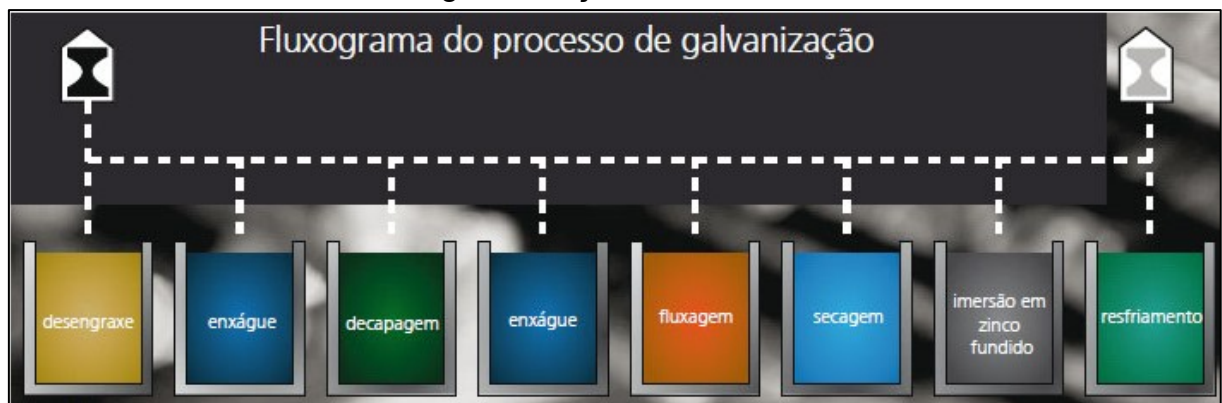 Fluxograma do processo de galvanização
desengraxe
enxágue
decapagem
enxágue
fluxagem
secagem
imersão em
zinco
fundido
resfriamento